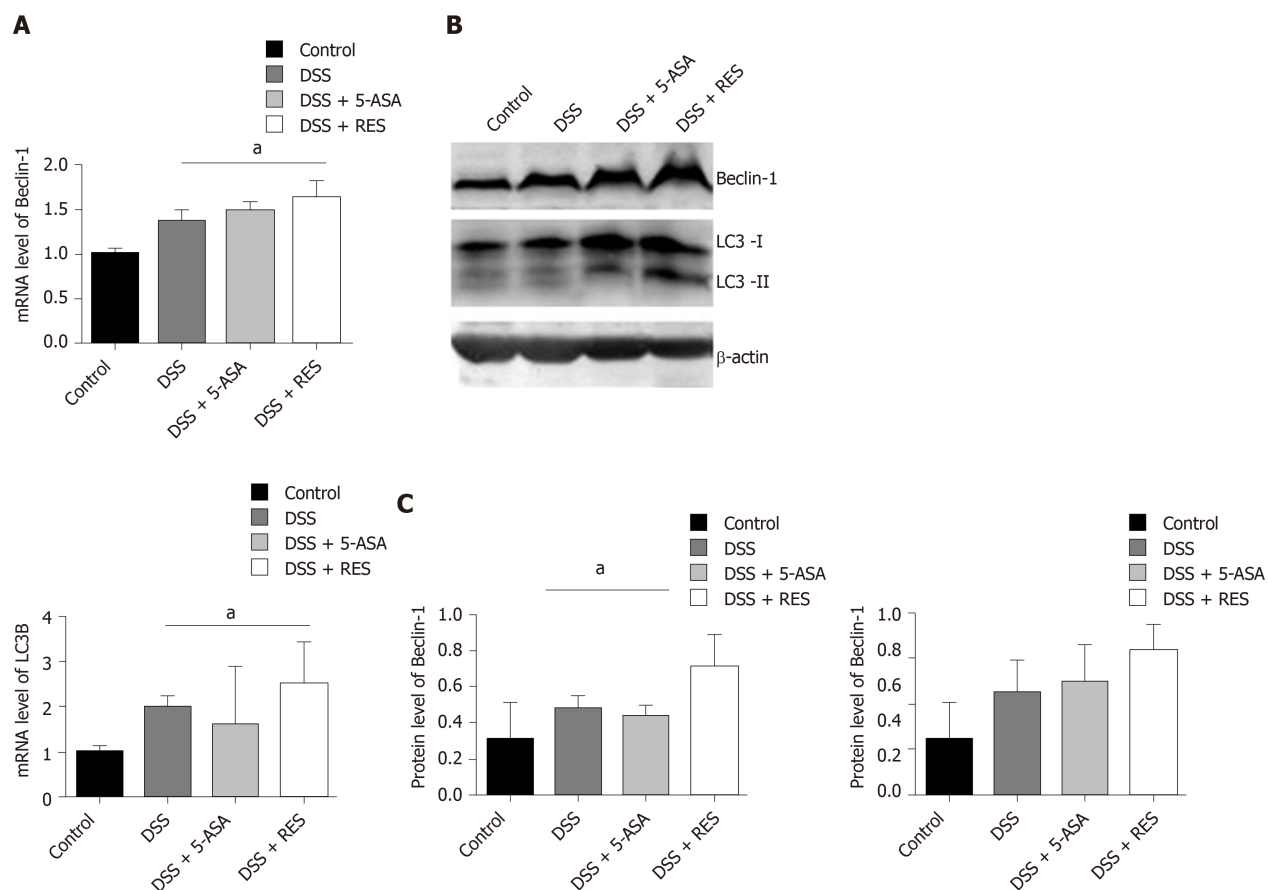 A
Control
DSS
DSS + 5-ASA
DSS + RES
a
mRNA level of Beclin-1
2.0
1.5
1.0
0.5
0.0
Control
DSS
DSS + 5-ASA
DSS + RES
B
Control
DSS
DSS + 5-ASA
DSS + RES
Beclin-1
LC3 -I
LC3 -II
β-actin
Control
DSS
DSS + 5-ASA
DSS + RES
a
mRNA level of LC3B
4
3
2
1
0
Control
DSS
DSS + 5-ASA
DSS + RES
C
Control
DSS
DSS + 5-ASA
DSS + RES
a
Protein level of Beclin-1
1.0
0.8
0.6
0.4
0.2
0.0
Control
DSS
DSS + 5-ASA
DSS + RES
Control
DSS
DSS + 5-ASA
DSS + RES
Protein level of Beclin-1
1.0
0.8
0.6
0.4
0.2
0.0
Control
DSS
DSS + 5-ASA
DSS + RES